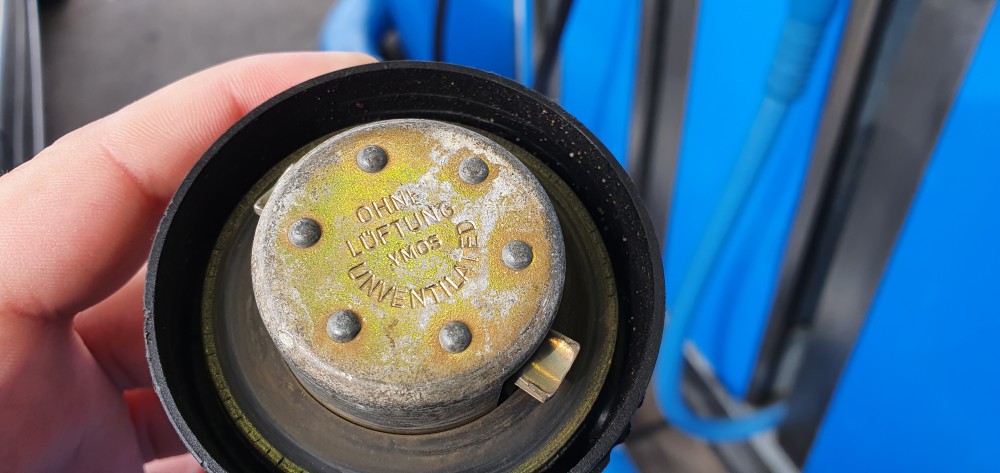 OHNE
LÜFTUNG
YMOS
UNVENTILATED